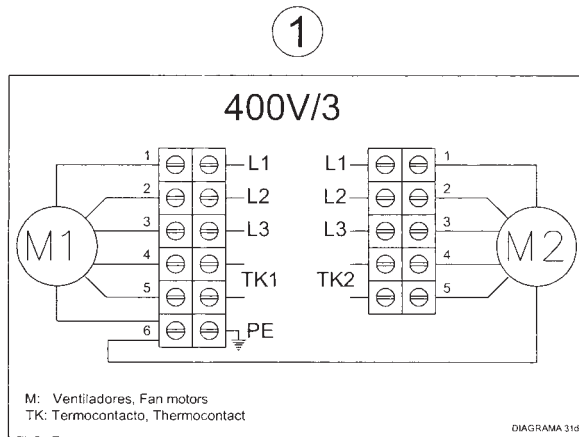 1
400V/3
1 L1 L1 1
2 L2 L2 2
3 L3 L3 3
M1 M2
4 4
TK1 TK2
5 5
6 PE
M: Ventiladores, Fan motors
TK: Termocontacto, Thermocontact
DIAGRAMA 31d